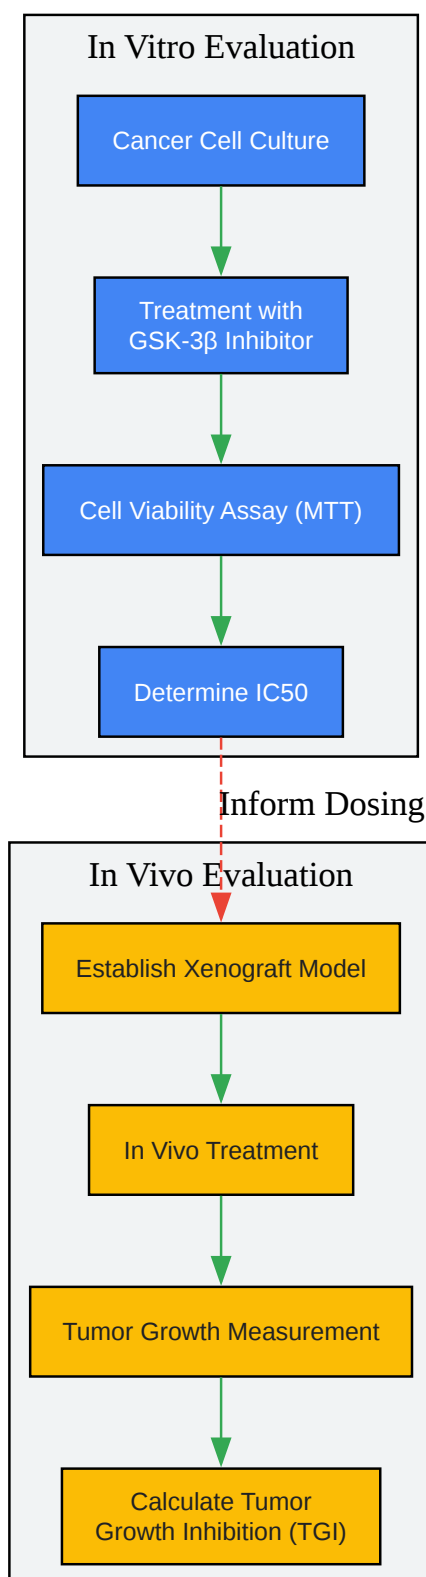 In Vitro Evaluation
Cancer Cell Culture
Treatment with
GSK-3β Inhibitor
Cell Viability Assay (MTT)
Determine IC50
Inform Dosing
In Vivo Evaluation
Establish Xenograft Model
In Vivo Treatment
Tumor Growth Measurement
Calculate Tumor
Growth Inhibition (TGI)